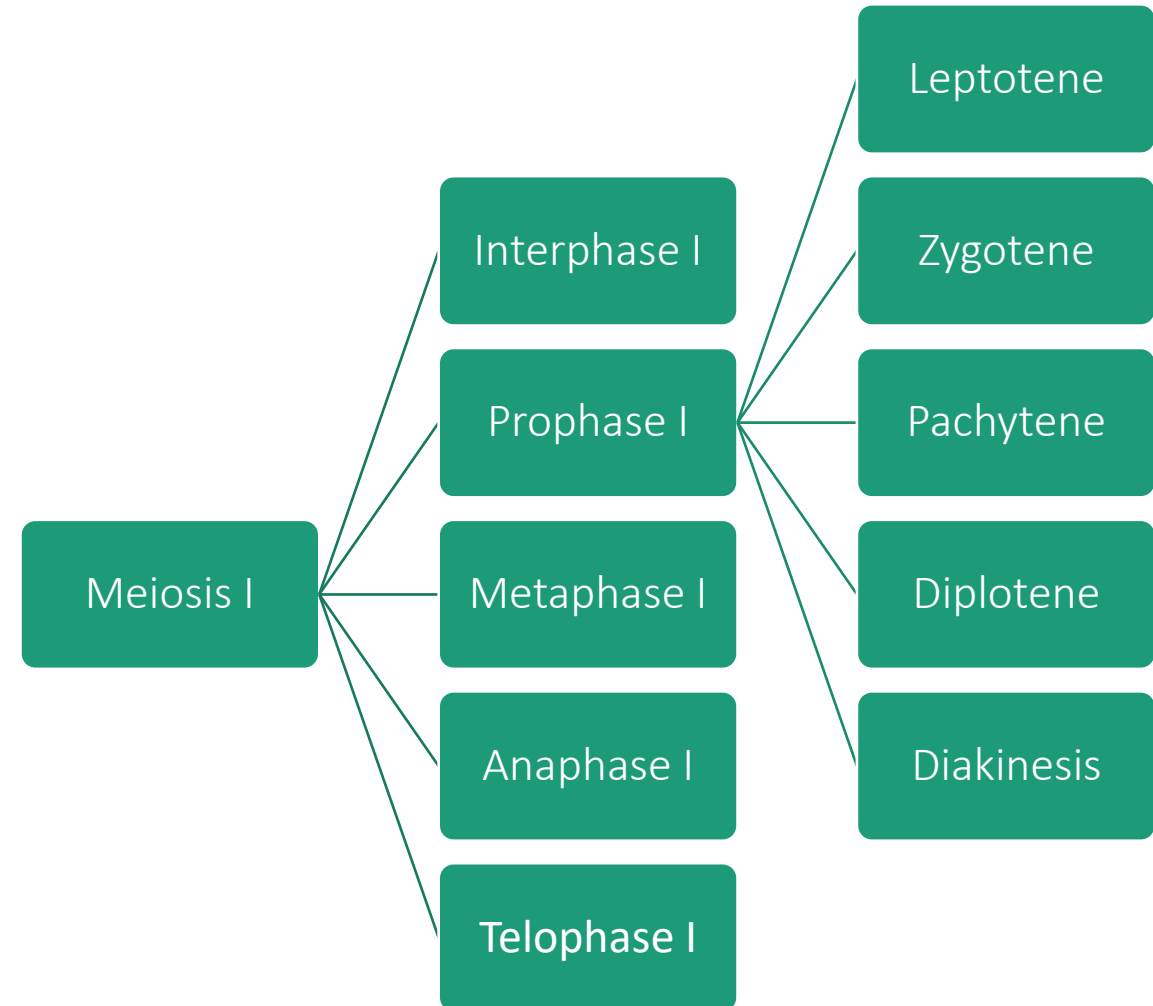 Meiosis I
Interphase I
Prophase I
Metaphase I
Anaphase I
Telophase I
Leptotene
Zygotene
Pachytene
Diplotene
Diakinesis